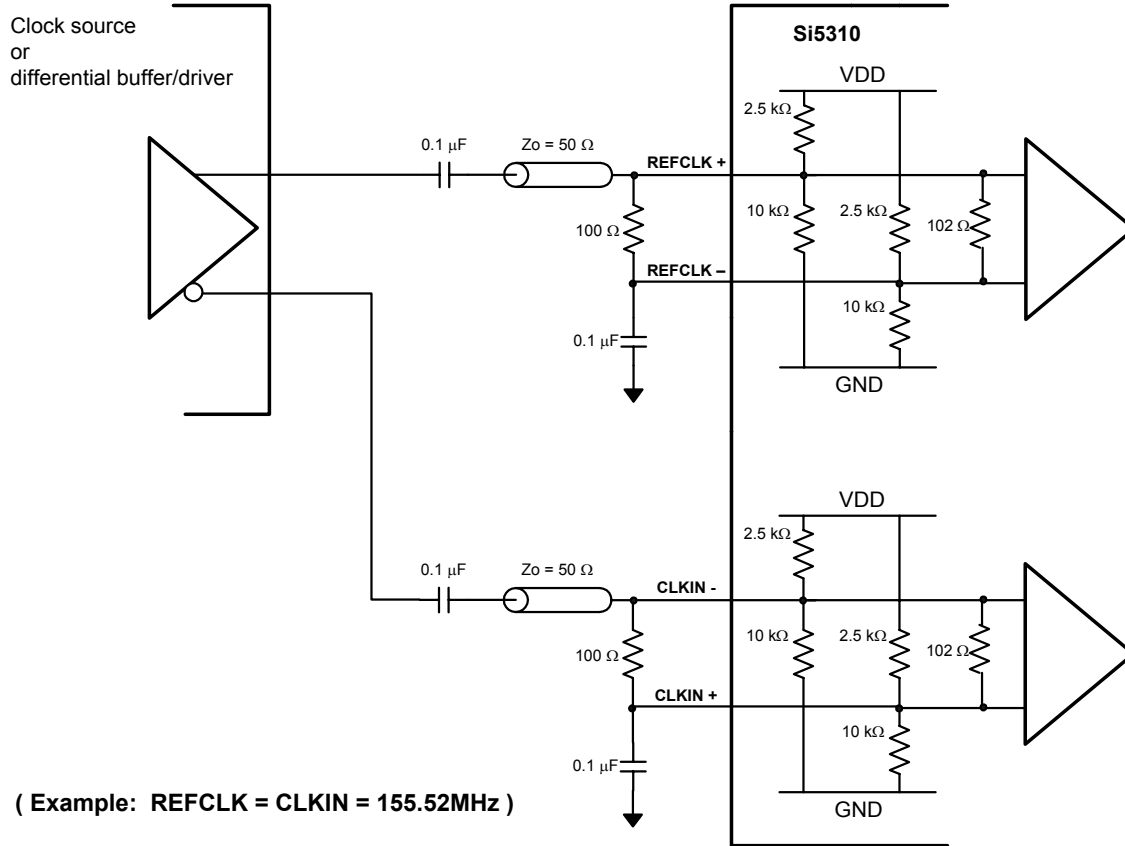 Clock source
or
differential buffer/driver
Si5310
VDD
2.5 kΩ
0.1 μF
Zo = 50 Ω
REFCLK +
100 Ω
10 kΩ
2.5 kΩ
102 Ω
REFCLK –
10 kΩ
0.1 μF
GND
VDD
2.5 kΩ
0.1 μF
Zo = 50 Ω
CLKIN -
100 Ω
10 kΩ
2.5 kΩ
102 Ω
CLKIN +
10 kΩ
0.1 μF
GND
( Example: REFCLK = CLKIN = 155.52MHz )